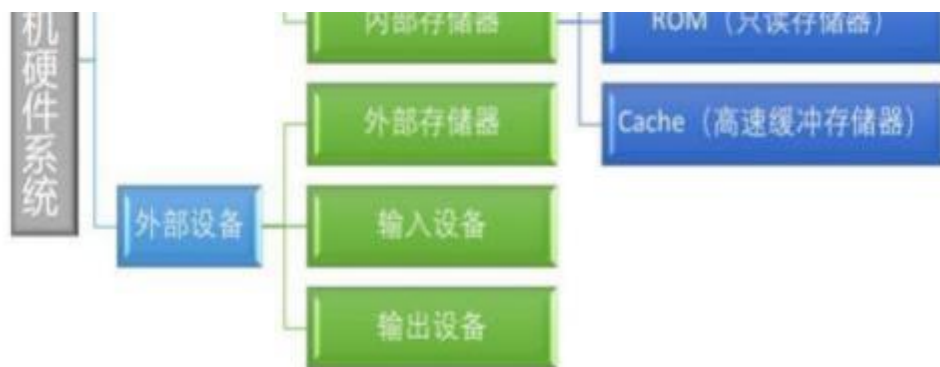 机硬件系统
内部存储器
ROM（只读存储器）
外部存储器
Cache（高速缓冲存储器）
外部设备
输入设备
输出设备